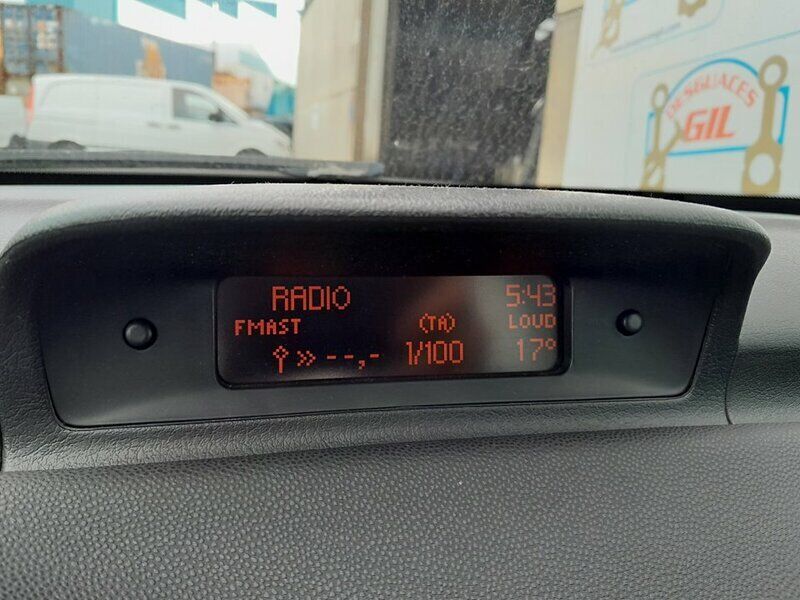 DESGUACES
GIL
RADIO 5:43
FMAST (TA) LOUD
--,- 1/100 17°